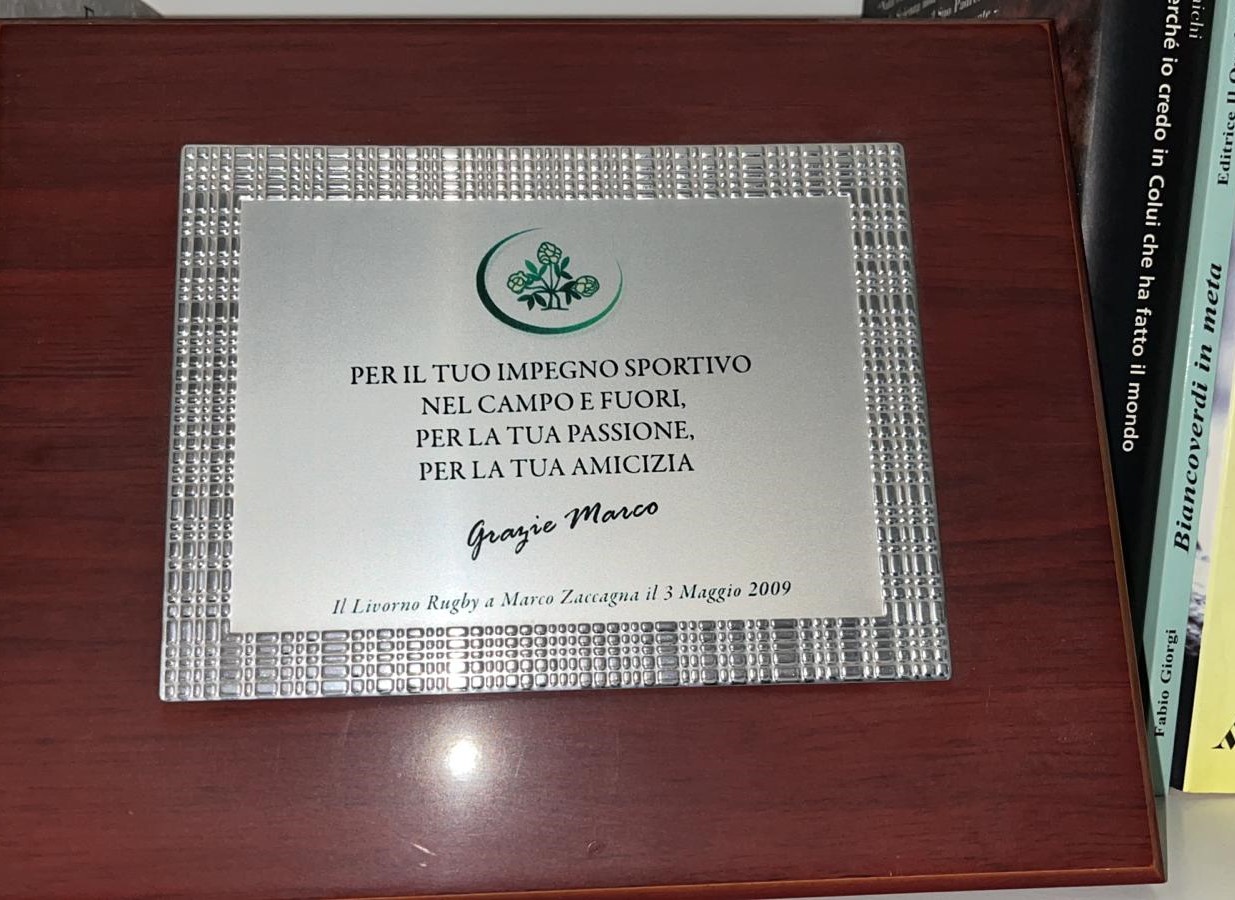 PER IL TUO IMPEGNO SPORTIVO
NEL CAMPO E FUORI,
PER LA TUA PASSIONE,
PER LA TUA AMICIZIA
Grazie Marco
Il Livorno Rugby a Marco Zaccagna il 3 Maggio 2009
io credo in Colui che ha fatto il mondo
Fabio Giorgi
Biancoverdi in meta
Editrice Il